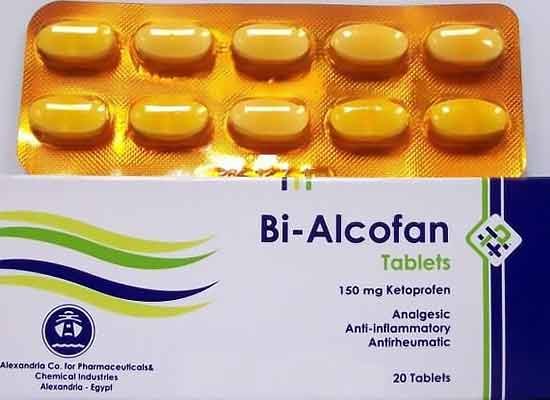 Bi-Alcofan
Tablets
150 mg Ketoprofen
Analgesic
Anti-inflammatory
Antirheumatic
20 Tablets
Alexandria Co. for Pharmaceuticals&
Chemical Industries
Alexandria - Egypt